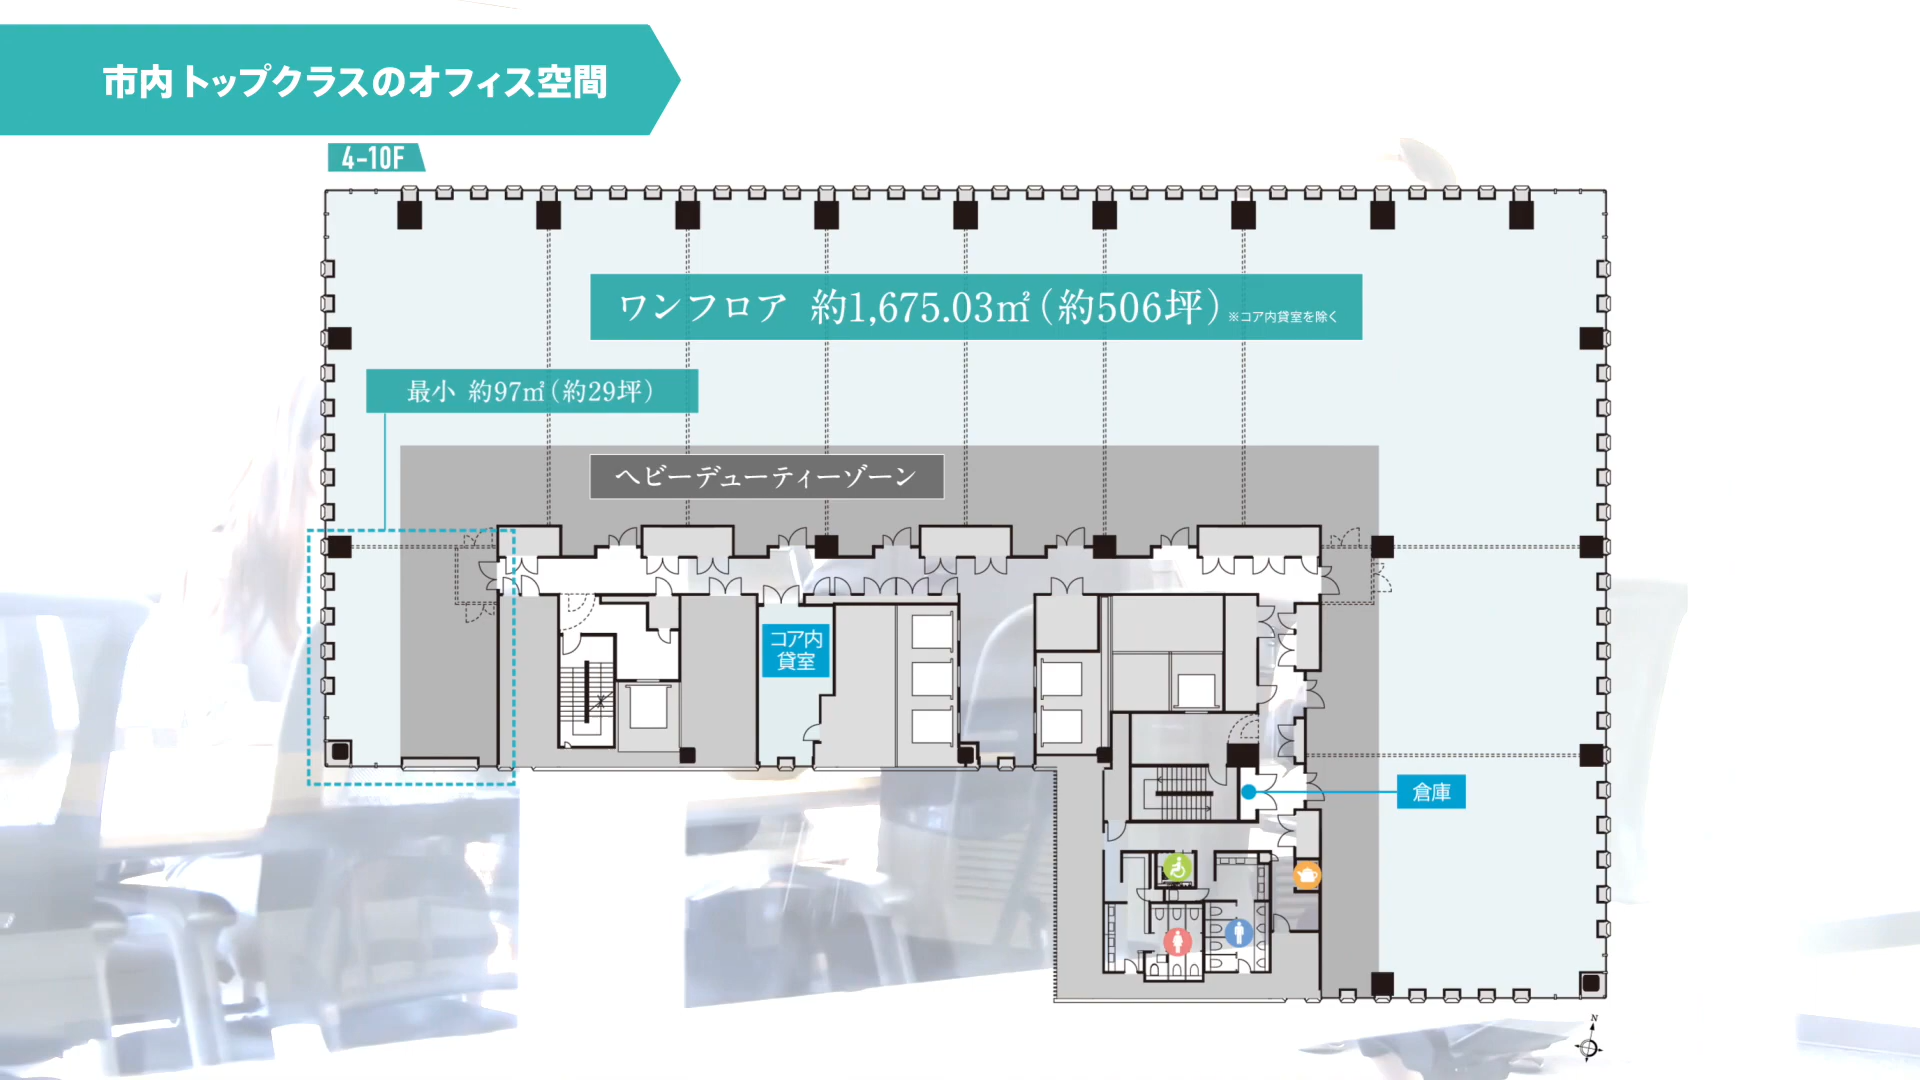 市内トップクラスのオフィス空間
4-10F
ワンフロア 約1,675.03㎡（約506坪）※コア内貸室を除く
最小 約97㎡（約29坪）
ヘビーデューティーゾーン
コア内
貸室
倉庫
N